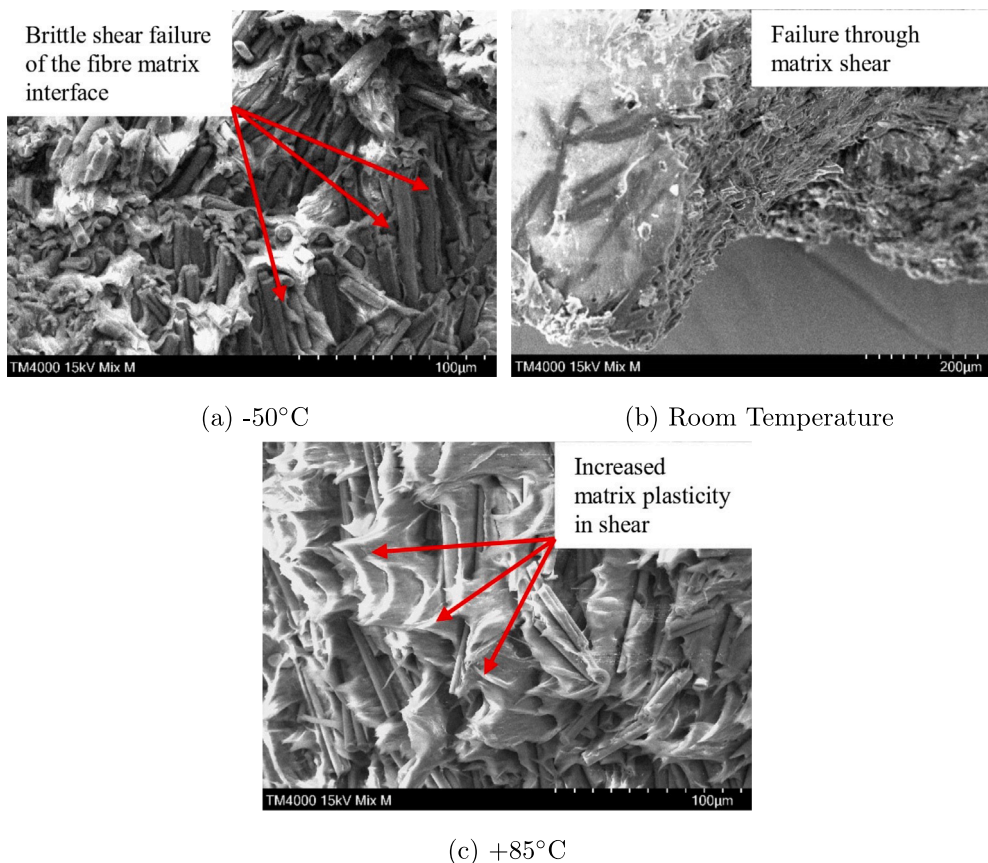 Brittle shear failure
of the fibre matrix
interface
TM4000 15kV Mix M 100μm
Failure through
matrix shear
TM4000 15kV Mix M 200μm
(a) -50°C
(b) Room Temperature
Increased
matrix plasticity
in shear
TM4000 15kV Mix M 100μm
(c) +85°C